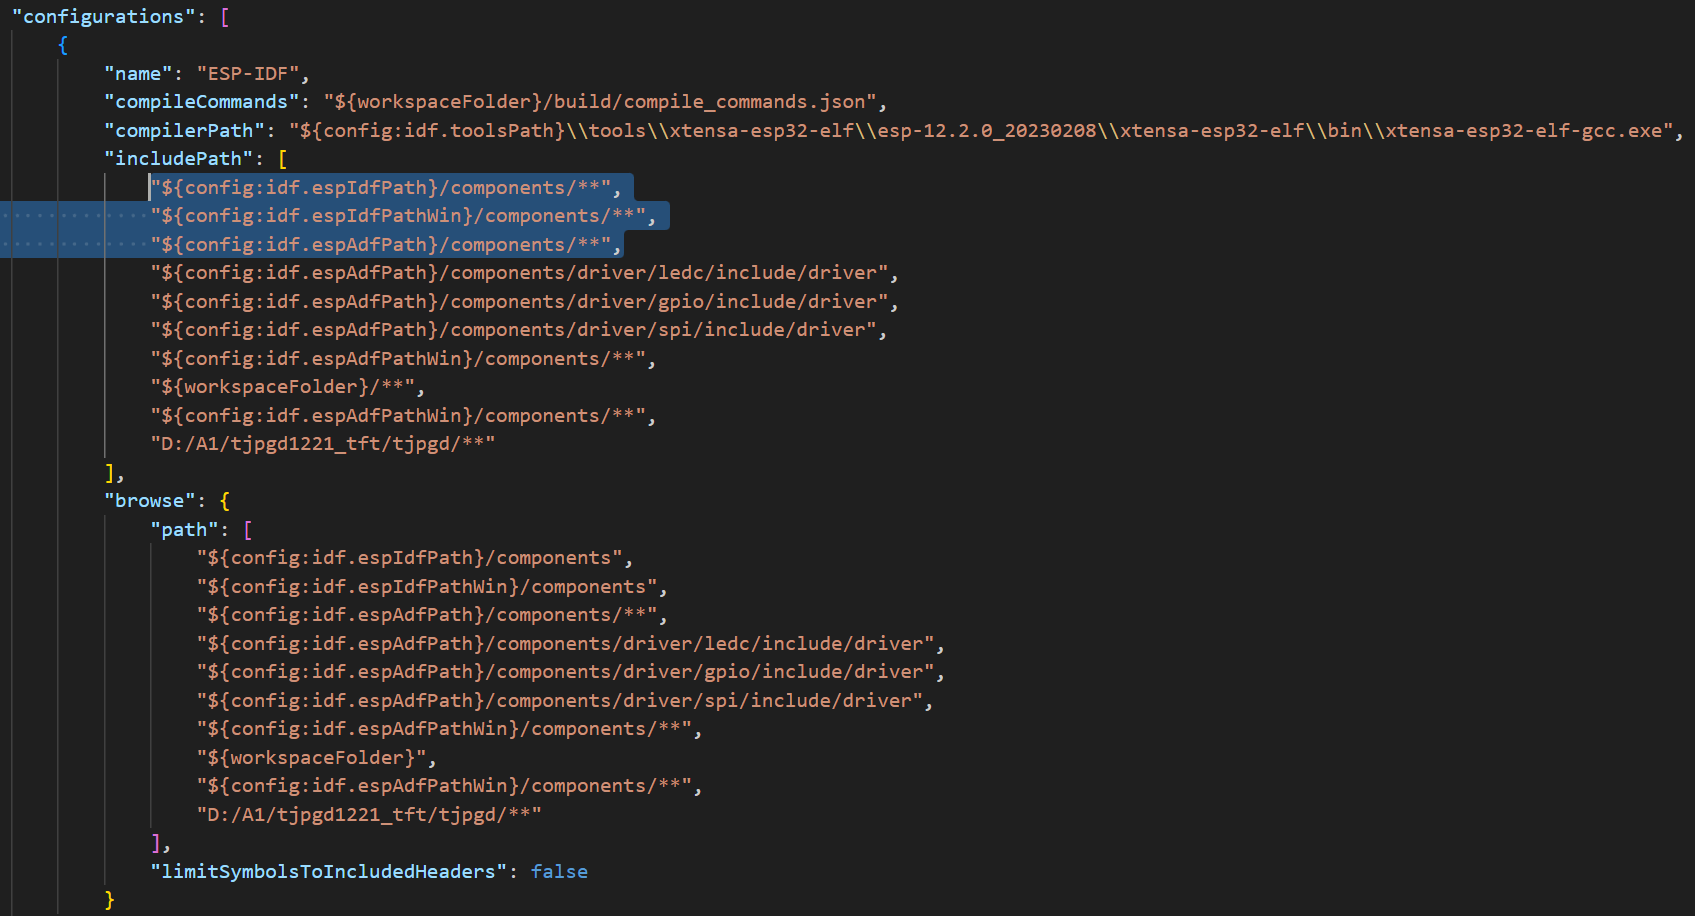 "configurations": [
{
"name": "ESP-IDF",
"compileCommands": "${workspaceFolder}/build/compile_commands.json",
"compilerPath": "${config:idf.toolsPath}\\tools\\xtensa-esp32-elf\\esp-12.2.0_20230208\\xtensa-esp32-elf\\bin\\xtensa-esp32-elf-gcc.exe",
"includePath": [
"${config:idf.espIdfPath}/components/**",
"${config:idf.espIdfPathWin}/components/**",
"${config:idf.espAdfPath}/components/**",
"${config:idf.espAdfPath}/components/driver/ledc/include/driver",
"${config:idf.espAdfPath}/components/driver/gpio/include/driver",
"${config:idf.espAdfPath}/components/driver/spi/include/driver",
"${config:idf.espAdfPathWin}/components/**",
"${workspaceFolder}/**",
"${config:idf.espAdfPathWin}/components/**",
"D:/A1/tjpgd1221_tft/tjpgd/**"
],
"browse": {
"path": [
"${config:idf.espIdfPath}/components",
"${config:idf.espIdfPathWin}/components",
"${config:idf.espAdfPath}/components/**",
"${config:idf.espAdfPath}/components/driver/ledc/include/driver",
"${config:idf.espAdfPath}/components/driver/gpio/include/driver",
"${config:idf.espAdfPath}/components/driver/spi/include/driver",
"${config:idf.espAdfPathWin}/components/**",
"${workspaceFolder}",
"${config:idf.espAdfPathWin}/components/**",
"D:/A1/tjpgd1221_tft/tjpgd/**"
],
"limitSymbolsToIncludedHeaders": false
}